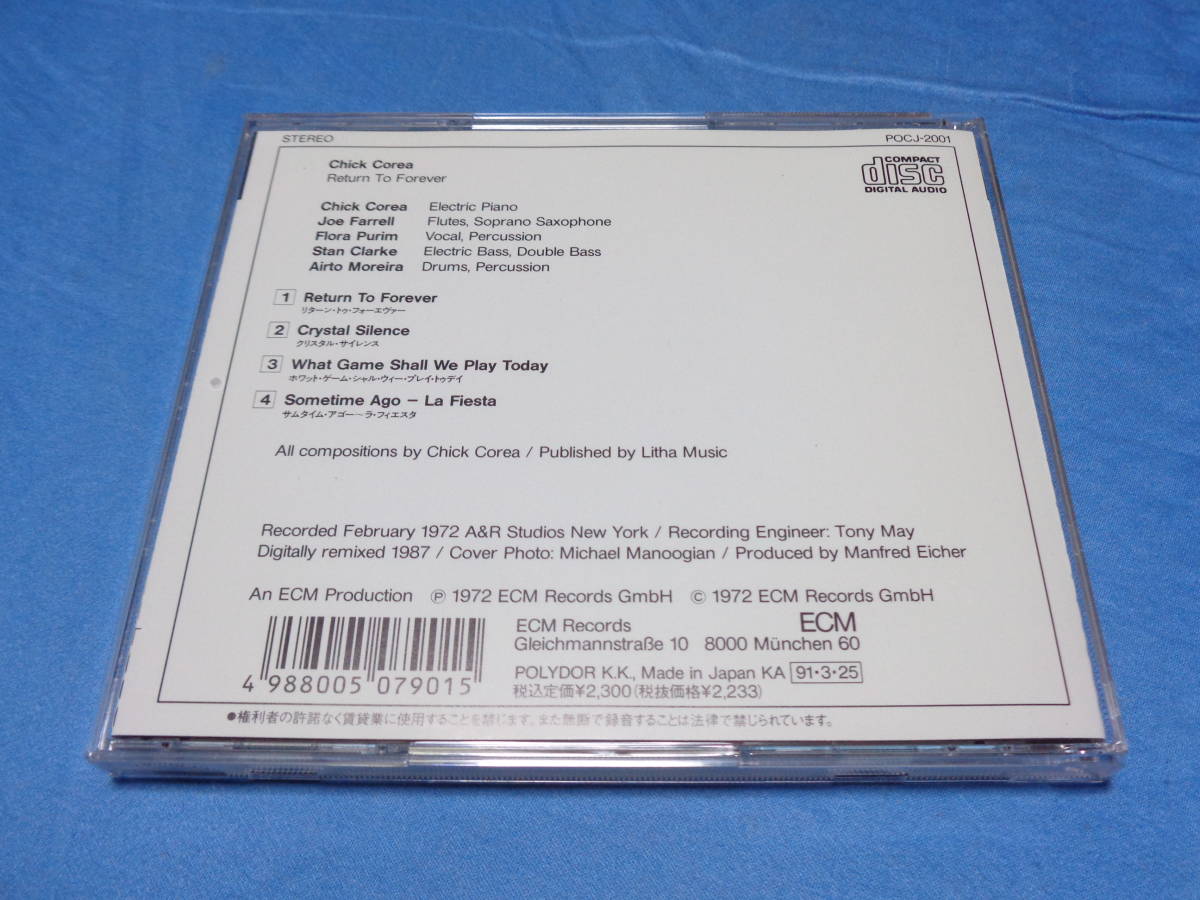 STEREO
POCJ-2001
Chick Corea
Return To Forever
COMPACT
disc
DIGITAL AUDIO
Chick Corea Electric Piano
Joe Farrell Flutes, Soprano Saxophone
Flora Purim Vocal, Percussion
Stan Clarke Electric Bass, Double Bass
Airto Moreira Drums, Percussion
1 Return To Forever
リターン・トゥ・フォーエヴァー
2 Crystal Silence
クリスタル・サイレンス
3 What Game Shall We Play Today
ホワット・ゲーム・シャル・ウィー・プレイ・トゥデイ
4 Sometime Ago – La Fiesta
サムタイム・アゴー〜ラ・フィエスタ
All compositions by Chick Corea / Published by Litha Music
Recorded February 1972 A&R Studios New York / Recording Engineer: Tony May
Digitally remixed 1987 / Cover Photo: Michael Manoogian / Produced by Manfred Eicher
An ECM Production ℗ 1972 ECM Records GmbH © 1972 ECM Records GmbH
ECM Records
Gleichmannstraße 10 8000 München 60
ECM
POLYDOR K.K., Made in Japan KA 91・3・25
税込定価¥2,300(税抜価格¥2,233)
4 988005 079015
●権利者の許諾なく賃貸業に使用することを禁じます。また無断で録音することは法律で禁じられています。